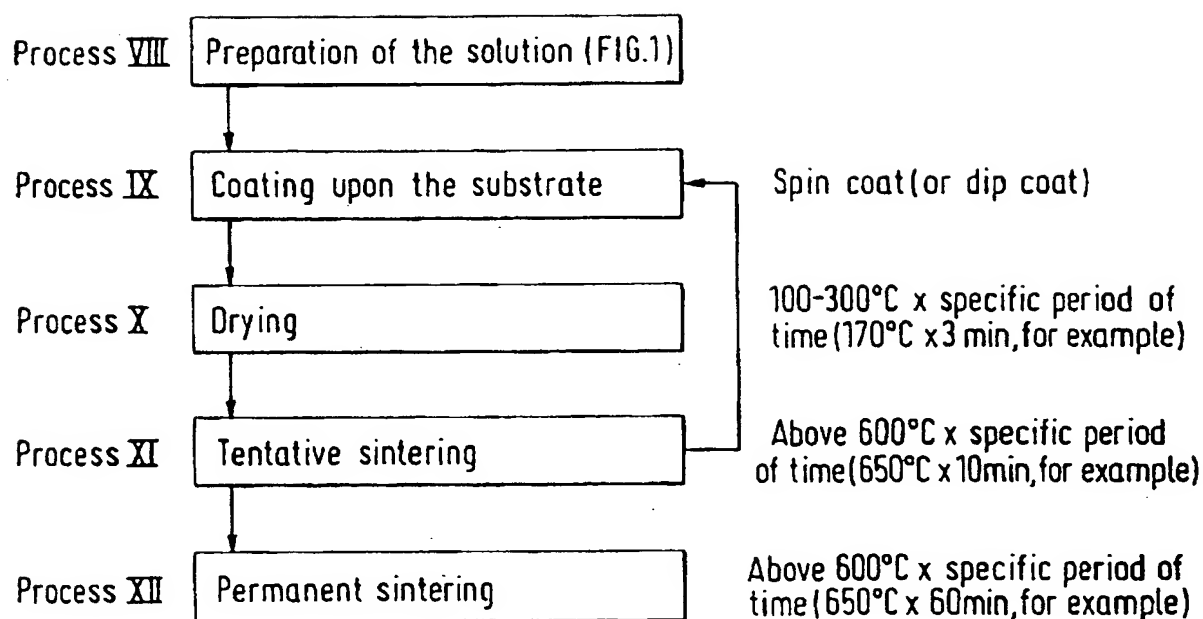 Process VIII Preparation of the solution (FIG.1)
Process IX Coating upon the substrate Spin coat (or dip coat)
Process X Drying 100-300°C x specific period of
time (170°C x 3 min, for example)
Process XI Tentative sintering Above 600°C x specific period
of time (650°C x 10min, for example)
Process XII Permanent sintering Above 600°C x specific period of
time (650°C x 60min, for example)